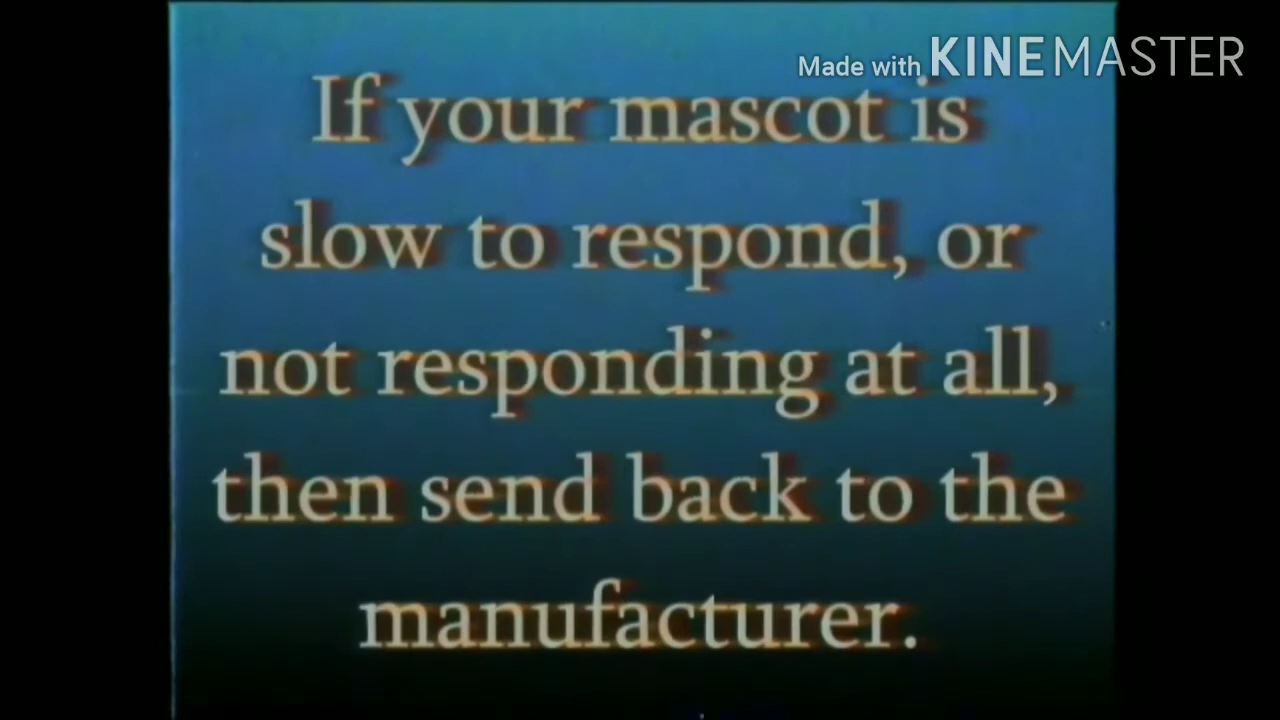 Made with KINEMASTER
If your mascot is
slow to respond, or
not responding at all,
then send back to the
manufacturer.